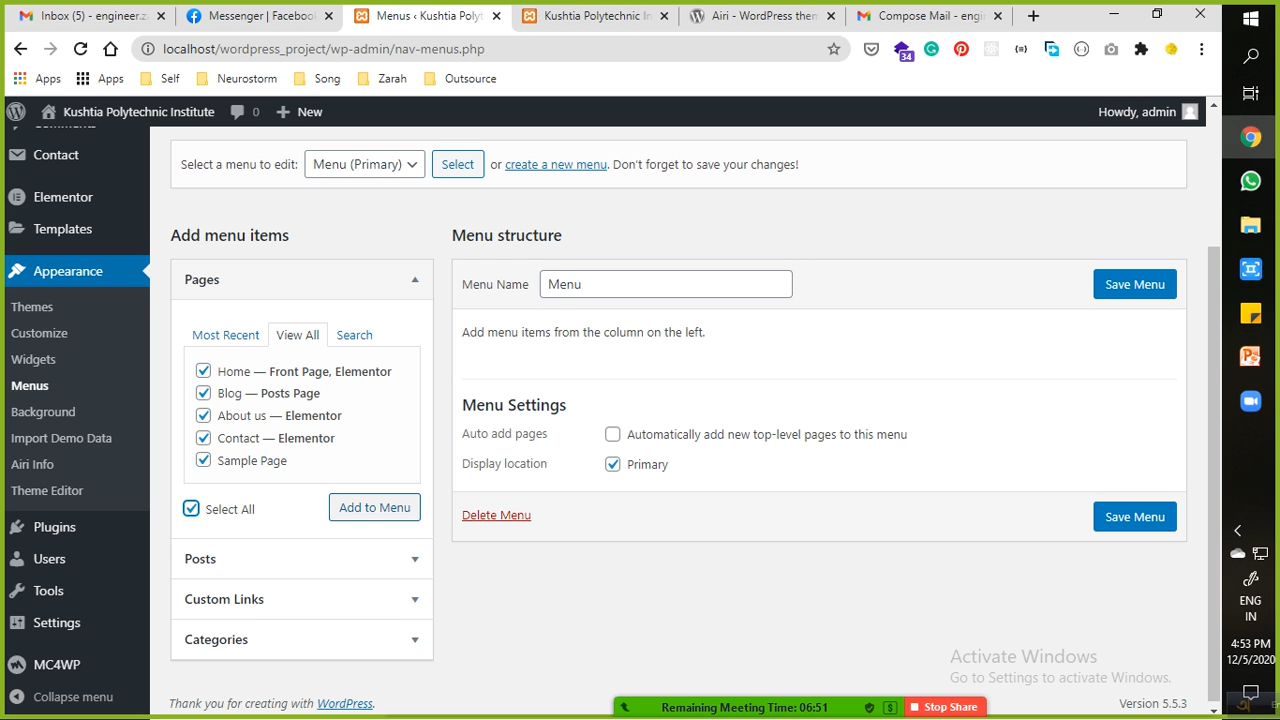 Inbox (5) - engineer.za
Messenger | Facebook
Menus ‹ Kushtia Polyt
Kushtia Polytechnic In
Airi - WordPress them
Compose Mail - engi
localhost/wordpress_project/wp-admin/nav-menus.php
34
Apps
Apps
Self
Neurostorm
Song
Zarah
Outsource
Kushtia Polytechnic Institute
0
New
Howdy, admin
Comments
Contact
Elementor
Templates
Appearance
Themes
Customize
Widgets
Menus
Background
Import Demo Data
Airi Info
Theme Editor
Plugins
Users
Tools
Settings
MC4WP
Collapse menu
Select a menu to edit: Menu (Primary) Select or create a new menu. Don't forget to save your changes!
Add menu items
Pages
Most Recent View All Search
Home — Front Page, Elementor
Blog — Posts Page
About us — Elementor
Contact — Elementor
Sample Page
Select All Add to Menu
Posts
Custom Links
Categories
Menu structure
Menu Name Menu Save Menu
Add menu items from the column on the left.
Menu Settings
Auto add pages Automatically add new top-level pages to this menu
Display location Primary
Delete Menu Save Menu
Activate Windows
Go to Settings to activate Windows.
Thank you for creating with WordPress.
Version 5.5.3
Remaining Meeting Time: 06:51
Stop Share
ENG
IN
4:53 PM
12/5/2020